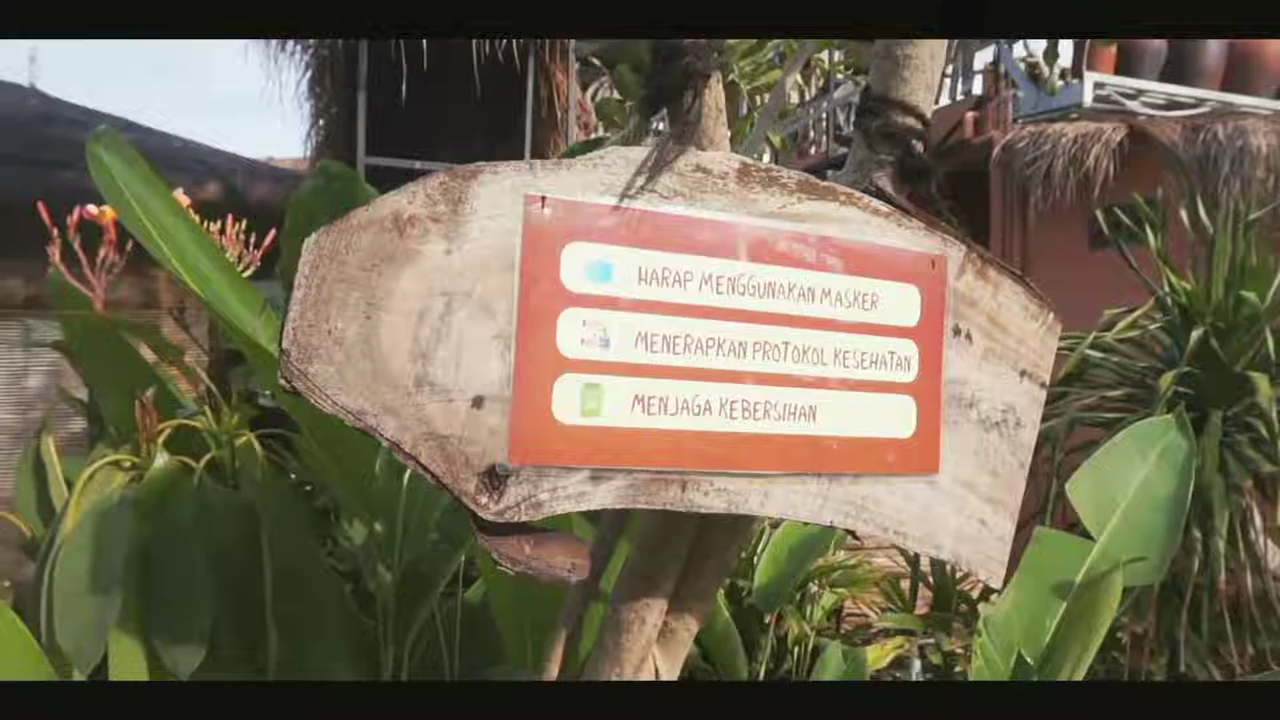 HARAP MENGGUNAKAN MASKER
MENERAPKAN PROTOKOL KESEHATAN
MENJAGA KEBERSIHAN